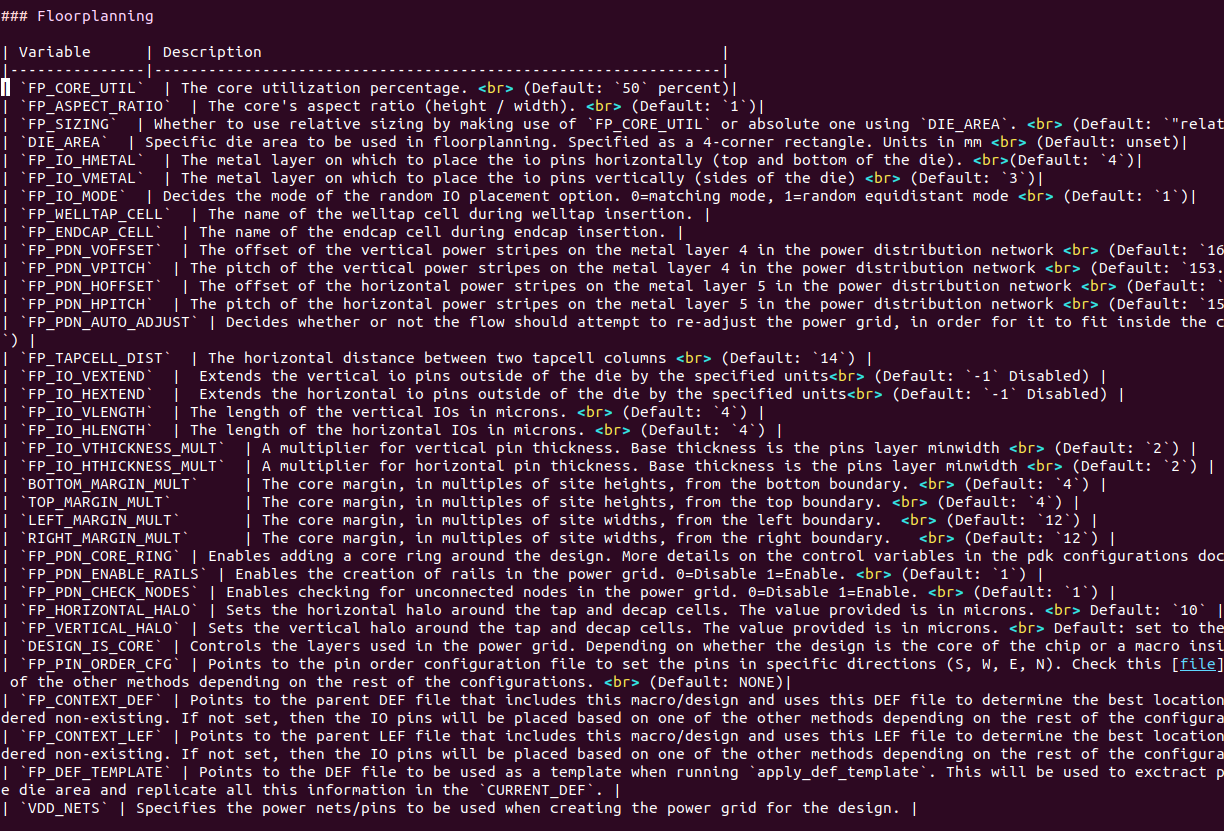 ### Floorplanning
| Variable      | Description                                                   |
|---------------|---------------------------------------------------------------|
| `FP_CORE_UTIL`  | The core utilization percentage. <br> (Default: `50` percent)|
| `FP_ASPECT_RATIO`  | The core's aspect ratio (height / width). <br> (Default: `1`)|
| `FP_SIZING`  | Whether to use relative sizing by making use of `FP_CORE_UTIL` or absolute one using `DIE_AREA`. <br> (Default: `"relat
| `DIE_AREA`  | Specific die area to be used in floorplanning. Specified as a 4-corner rectangle. Units in mm <br> (Default: unset)|
| `FP_IO_HMETAL`  | The metal layer on which to place the io pins horizontally (top and bottom of the die). <br>(Default: `4`)|
| `FP_IO_VMETAL`  | The metal layer on which to place the io pins vertically (sides of the die) <br> (Default: `3`)|
| `FP_IO_MODE`  | Decides the mode of the random IO placement option. 0=matching mode, 1=random equidistant mode <br> (Default: `1`)|
| `FP_WELLTAP_CELL`  | The name of the welltap cell during welltap insertion. |
| `FP_ENDCAP_CELL`  | The name of the endcap cell during endcap insertion. |
| `FP_PDN_VOFFSET`  | The offset of the vertical power stripes on the metal layer 4 in the power distribution network <br> (Default: `16
| `FP_PDN_VPITCH`  | The pitch of the vertical power stripes on the metal layer 4 in the power distribution network <br> (Default: `153.
| `FP_PDN_HOFFSET`  | The offset of the horizontal power stripes on the metal layer 5 in the power distribution network <br> (Default: `
| `FP_PDN_HPITCH`  | The pitch of the horizontal power stripes on the metal layer 5 in the power distribution network <br> (Default: `15
| `FP_PDN_AUTO_ADJUST` | Decides whether or not the flow should attempt to re-adjust the power grid, in order for it to fit inside the c
`) |
| `FP_TAPCELL_DIST`  | The horizontal distance between two tapcell columns <br> (Default: `14`) |
| `FP_IO_VEXTEND`  |  Extends the vertical io pins outside of the die by the specified units<br> (Default: `-1` Disabled) |
| `FP_IO_HEXTEND`  |  Extends the horizontal io pins outside of the die by the specified units<br> (Default: `-1` Disabled) |
| `FP_IO_VLENGTH`  | The length of the vertical IOs in microns. <br> (Default: `4`) |
| `FP_IO_HLENGTH`  | The length of the horizontal IOs in microns. <br> (Default: `4`) |
| `FP_IO_VTHICKNESS_MULT`  | A multiplier for vertical pin thickness. Base thickness is the pins layer minwidth <br> (Default: `2`) |
| `FP_IO_HTHICKNESS_MULT`  | A multiplier for horizontal pin thickness. Base thickness is the pins layer minwidth <br> (Default: `2`) |
| `BOTTOM_MARGIN_MULT`     | The core margin, in multiples of site heights, from the bottom boundary. <br> (Default: `4`) |
| `TOP_MARGIN_MULT`        | The core margin, in multiples of site heights, from the top boundary. <br> (Default: `4`) |
| `LEFT_MARGIN_MULT`       | The core margin, in multiples of site widths, from the left boundary.  <br> (Default: `12`) |
| `RIGHT_MARGIN_MULT`      | The core margin, in multiples of site widths, from the right boundary.   <br> (Default: `12`) |
| `FP_PDN_CORE_RING` | Enables adding a core ring around the design. More details on the control variables in the pdk configurations doc
| `FP_PDN_ENABLE_RAILS` | Enables the creation of rails in the power grid. 0=Disable 1=Enable. <br> (Default: `1`) |
| `FP_PDN_CHECK_NODES` | Enables checking for unconnected nodes in the power grid. 0=Disable 1=Enable. <br> (Default: `1`) |
| `FP_HORIZONTAL_HALO` | Sets the horizontal halo around the tap and decap cells. The value provided is in microns. <br> Default: `10` |
| `FP_VERTICAL_HALO` | Sets the vertical halo around the tap and decap cells. The value provided is in microns. <br> Default: set to the
| `DESIGN_IS_CORE` | Controls the layers used in the power grid. Depending on whether the design is the core of the chip or a macro insi
| `FP_PIN_ORDER_CFG` | Points to the pin order configuration file to set the pins in specific directions (S, W, E, N). Check this [file]
 of the other methods depending on the rest of the configurations. <br> (Default: NONE)|
| `FP_CONTEXT_DEF` | Points to the parent DEF file that includes this macro/design and uses this DEF file to determine the best location
dered non-existing. If not set, then the IO pins will be placed based on one of the other methods depending on the rest of the configura
| `FP_CONTEXT_LEF` | Points to the parent LEF file that includes this macro/design and uses this LEF file to determine the best location
dered non-existing. If not set, then the IO pins will be placed based on one of the other methods depending on the rest of the configura
| `FP_DEF_TEMPLATE` | Points to the DEF file to be used as a template when running `apply_def_template`. This will be used to exctract p
e die area and replicate all this information in the `CURRENT_DEF`. |
| `VDD_NETS` | Specifies the power nets/pins to be used when creating the power grid for the design. |